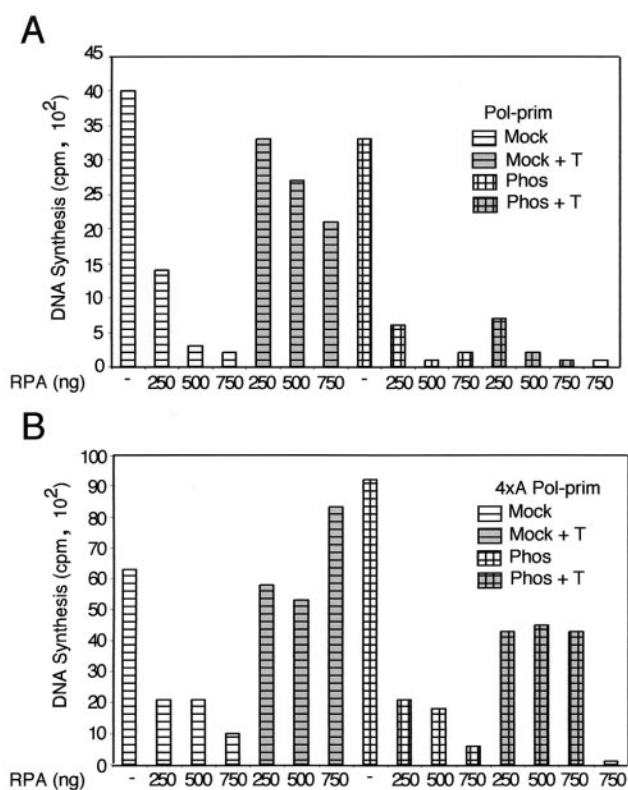 A
DNA Synthesis (cpm, 10²)
45
40
35
30
25
20
15
10
5
0
Pol-prim
Mock
Mock + T
Phos
Phos + T
RPA (ng) - 250 500 750 250 500 750 - 250 500 750 250 500 750 750
B
DNA Synthesis (cpm, 10²)
100
90
80
70
60
50
40
30
20
10
0
4xA Pol-prim
Mock
Mock + T
Phos
Phos + T
RPA (ng) - 250 500 750 250 500 750 - 250 500 750 250 500 750 750